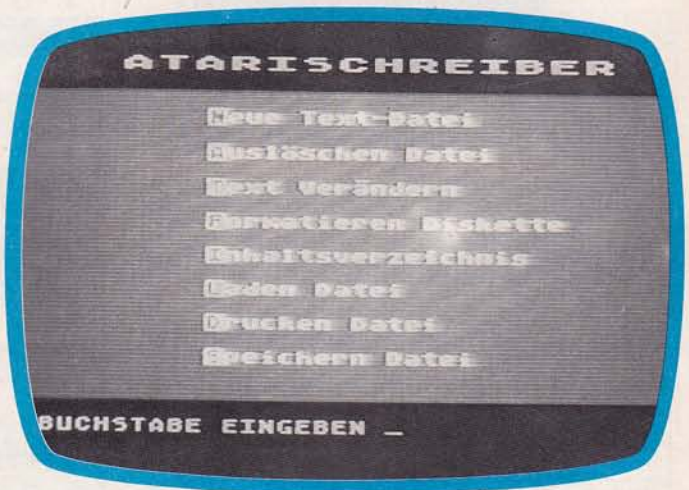 ATARISCHREIBER
Neue Text-Datei
Auslöschen Datei
Text Verändern
Formatieren Diskette
Inhaltsverzeichnis
Laden Datei
Drucken Datei
Speichern Datei
BUCHSTABE EINGEBEN _